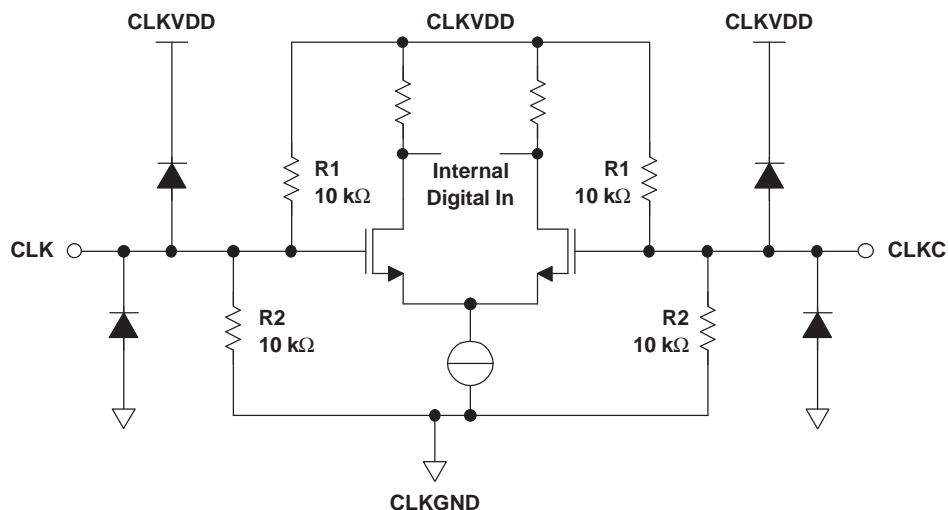 CLKVDD
CLKVDD
CLKVDD
R1
10 kΩ
Internal
Digital In
R1
10 kΩ
CLK
CLKC
R2
10 kΩ
R2
10 kΩ
CLKGND